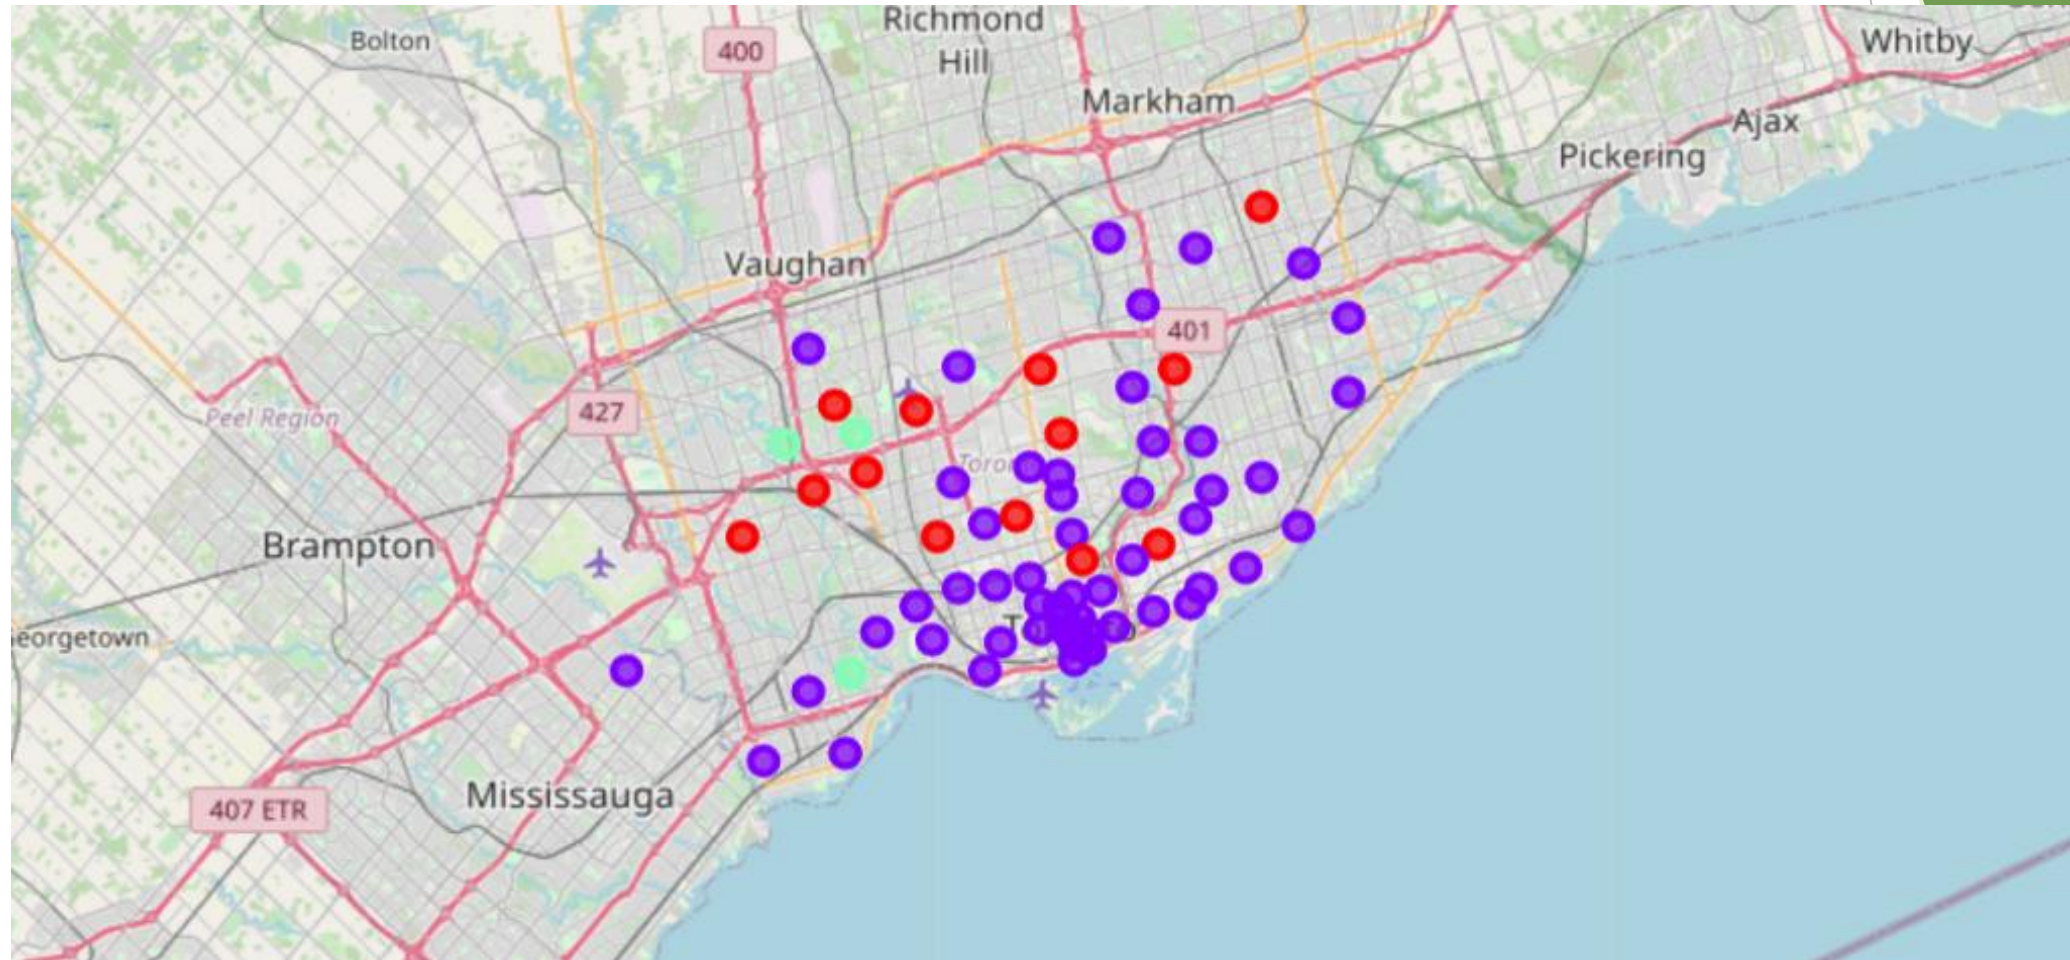 Richmond
Hill
Bolton
Whitby
400
Markham
Ajax
Pickering
Vaughan
401
427
Peel Region
Brampton
eorgetown
Mississauga
407 ETR